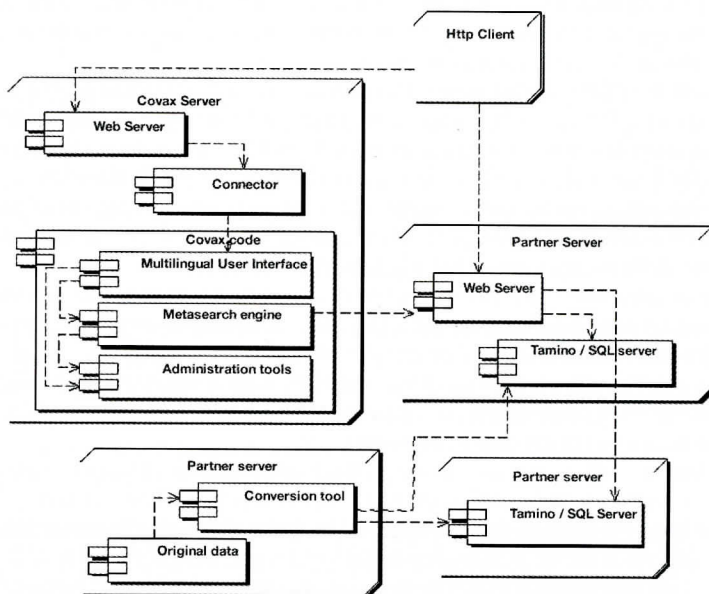 Http Client
Covax Server
Web Server
Connector
Covax code
Multilingual User Interface
Metasearch engine
Administration tools
Partner Server
Web Server
Tamino / SQL server
Partner server
Conversion tool
Original data
Partner server
Tamino / SQL Server